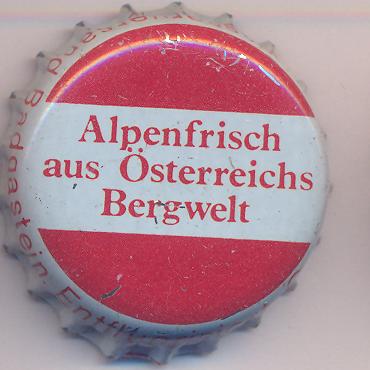 Alpenfrisch
aus Österreichs
Bergwelt
Badgastein